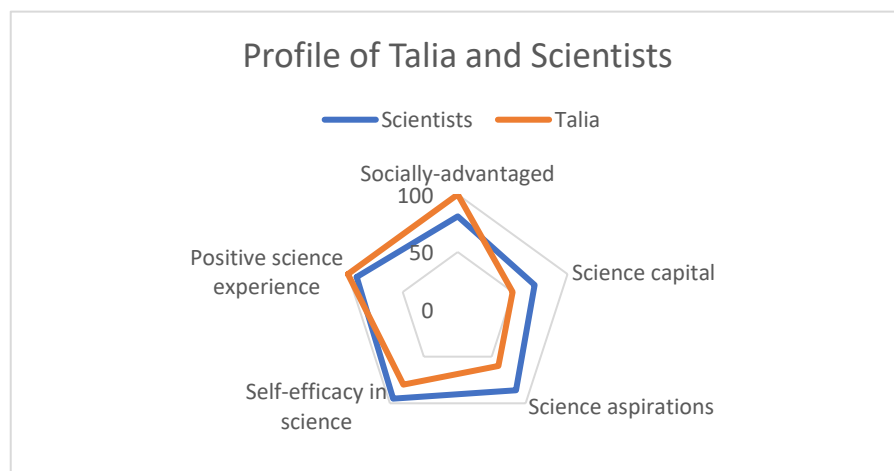 Profile of Talia and Scientists
Scientists
Talia
Socially-advantaged
100
50
0
Positive science
experience
Science capital
Self-efficacy in
science
Science aspirations